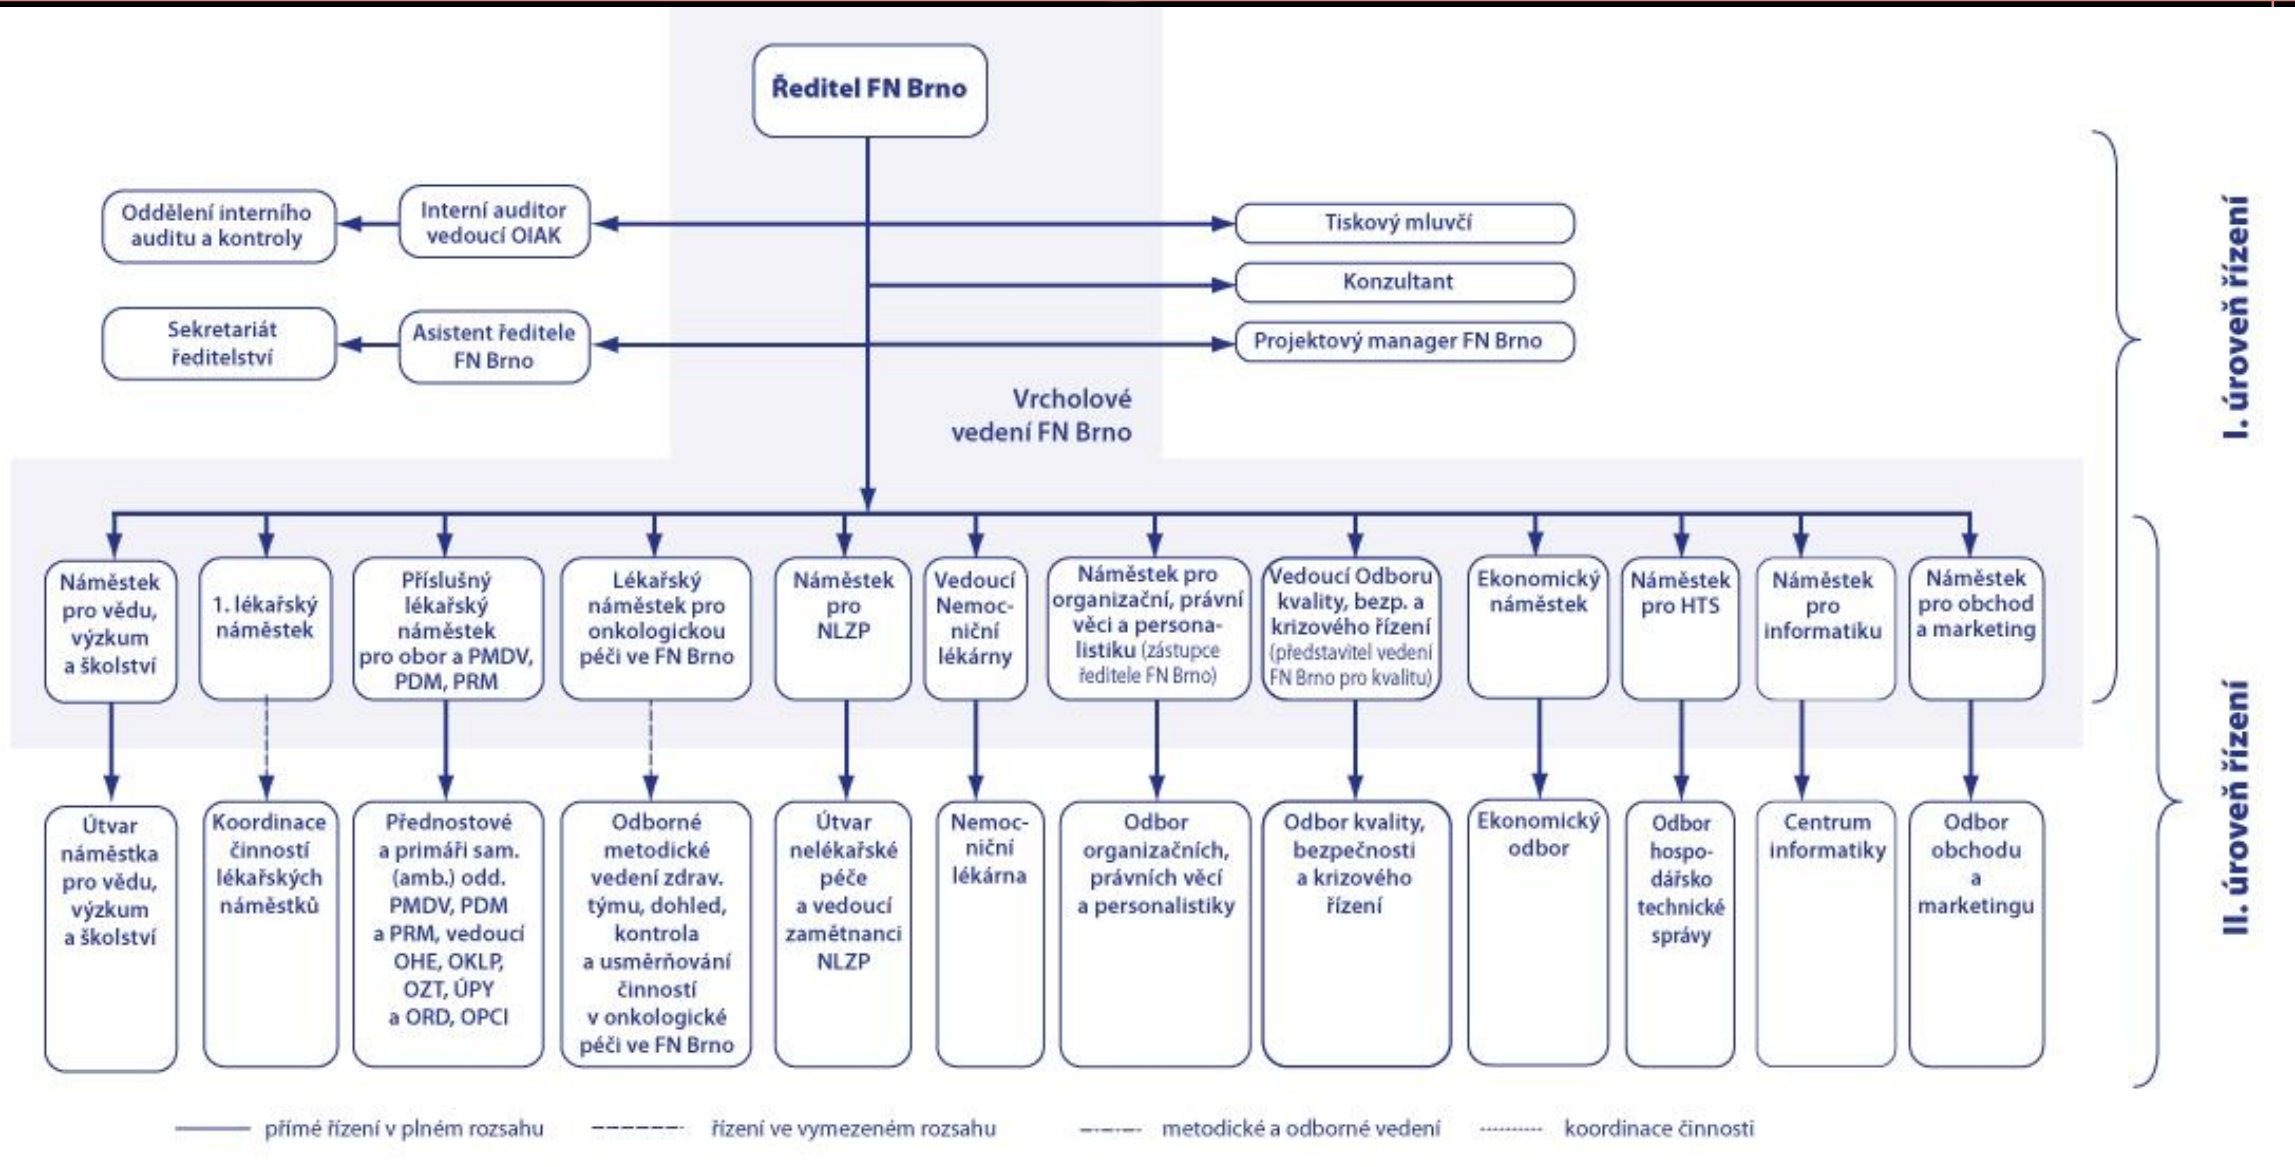 Ředitel FN Brno
Oddělení interního
auditu a kontroly
Interní auditor
vedoucí OIAK
Tiskový mluvčí
Konzultant
Sekretariát
ředitelství
Asistent ředitele
FN Brno
Projektový manager FN Brno
Vrcholové
vedení FN Brno
I. úroveň řízení
Náměstek
pro vědu,
výzkum
a školství
1. lékařský
náměstek
Příslušný
lékařský
náměstek
pro obor a PMDV,
PDM, PRM
Lékařský
náměstek pro
onkologickou
péči ve FN Brno
Náměstek
pro
NLZP
Vedoucí
Nemoc-
niční
lékárny
Náměstek pro
organizační, právní
věci a persona-
listiku (zástupce
ředitele FN Brno)
Vedoucí Odboru
kvality, bezp. a
krizového řízení
(představitel vedení
FN Brno pro kvalitu)
Ekonomický
náměstek
Náměstek
pro HTS
Náměstek
pro
informatiku
Náměstek
pro obchod
a marketing
II. úroveň řízení
Útvar
náměstka
pro vědu,
výzkum
a školství
Koordinace
činností
lékařských
náměstků
Přednostové
a primáři sam.
(amb.) odd.
PMDV, PDM
a PRM, vedoucí
OHE, OKLP,
OZT, ÚPY
a ORD, OPCI
Odborné
metodické
vedení zdrav.
týmu, dohled,
kontrola
a usměrňování
činností
v onkologické
péči ve FN Brno
Útvar
nelékařské
péče
a vedoucí
zamětnanci
NLZP
Nemoc-
niční
lékárna
Odbor
organizačních,
právních věcí
a personalistiky
Odbor kvality,
bezpečnosti
a krizového
řízení
Ekonomický
odbor
Odbor
hospo-
dářsko
technické
správy
Centrum
informatiky
Odbor
obchodu
a
marketingu
přímé řízení v plném rozsahu
řízení ve vymezeném rozsahu
metodické a odborné vedení
koordinace činnosti